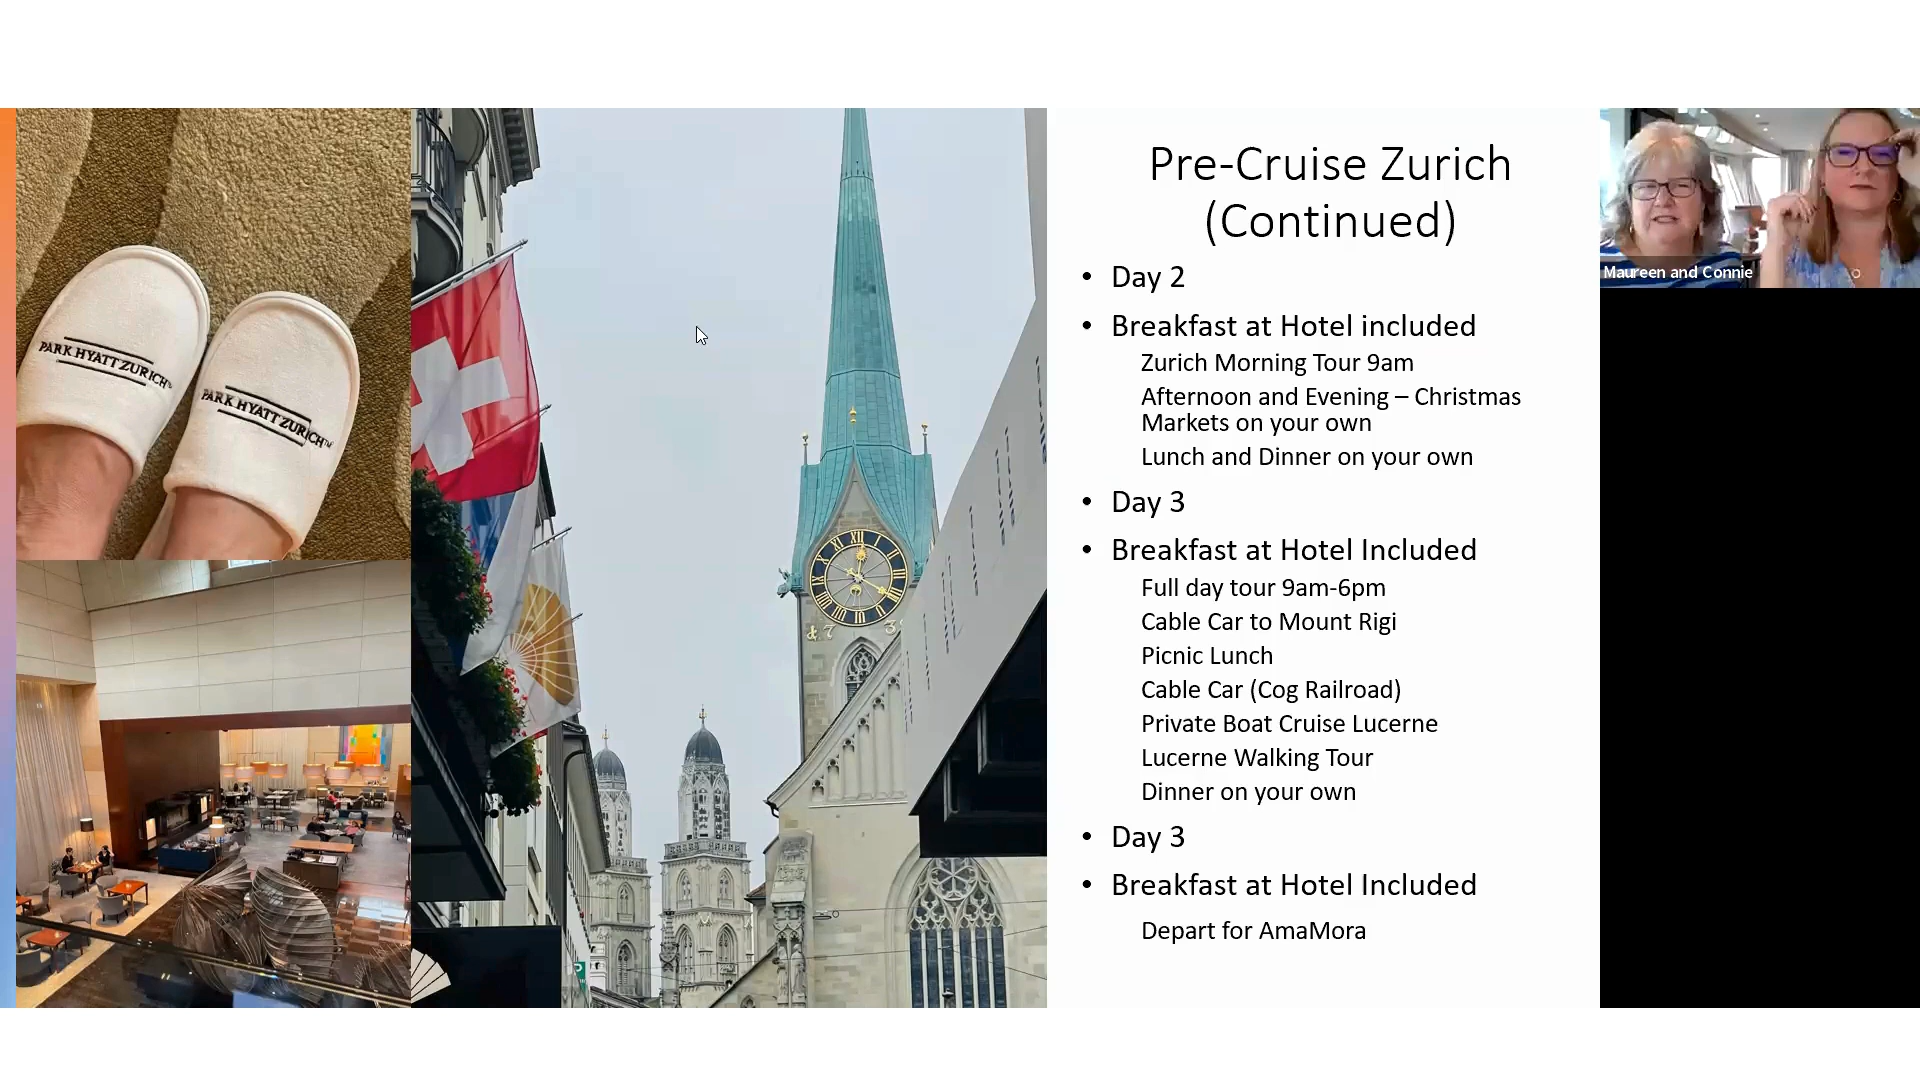 PARK HYATT ZURICH™
PARK HYATT ZURICH™
Pre-Cruise Zurich
(Continued)
• Day 2
• Breakfast at Hotel included
Zurich Morning Tour 9am
Afternoon and Evening – Christmas
Markets on your own
Lunch and Dinner on your own
• Day 3
• Breakfast at Hotel Included
Full day tour 9am-6pm
Cable Car to Mount Rigi
Picnic Lunch
Cable Car (Cog Railroad)
Private Boat Cruise Lucerne
Lucerne Walking Tour
Dinner on your own
• Day 3
• Breakfast at Hotel Included
Depart for AmaMora
Maureen and Connie